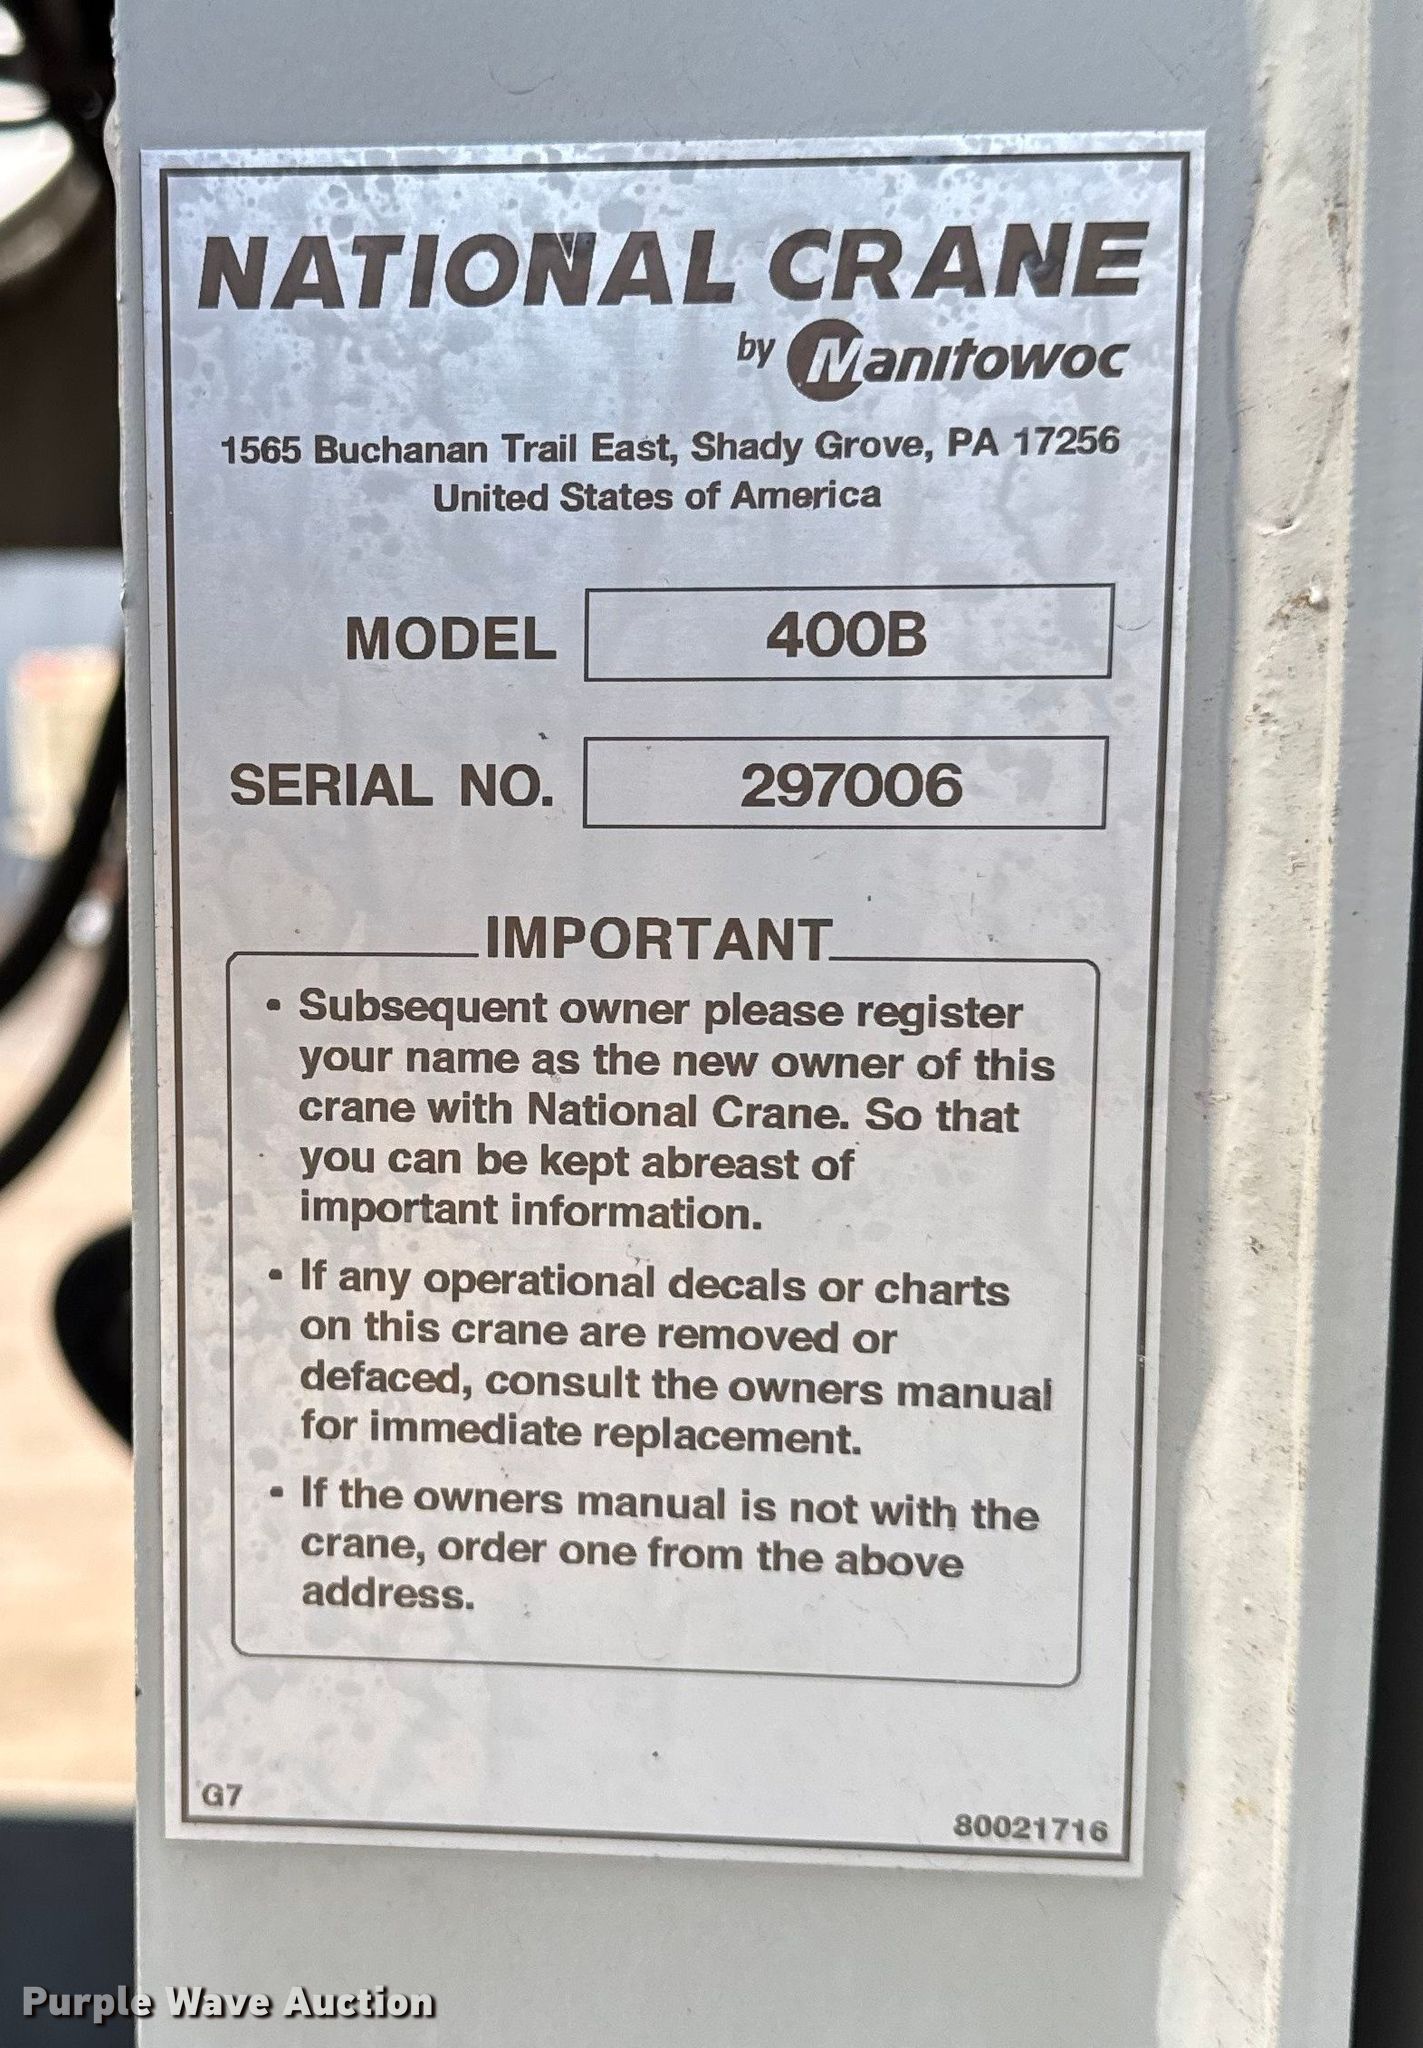 NATIONAL CRANE
by Manitowoc
1565 Buchanan Trail East, Shady Grove, PA 17256
United States of America
MODEL 400B
SERIAL NO. 297006
IMPORTANT
• Subsequent owner please register
your name as the new owner of this
crane with National Crane. So that
you can be kept abreast of
important information.
• If any operational decals or charts
on this crane are removed or
defaced, consult the owners manual
for immediate replacement.
• If the owners manual is not with the
crane, order one from the above
address.
G7
80021716
Purple Wave Auction